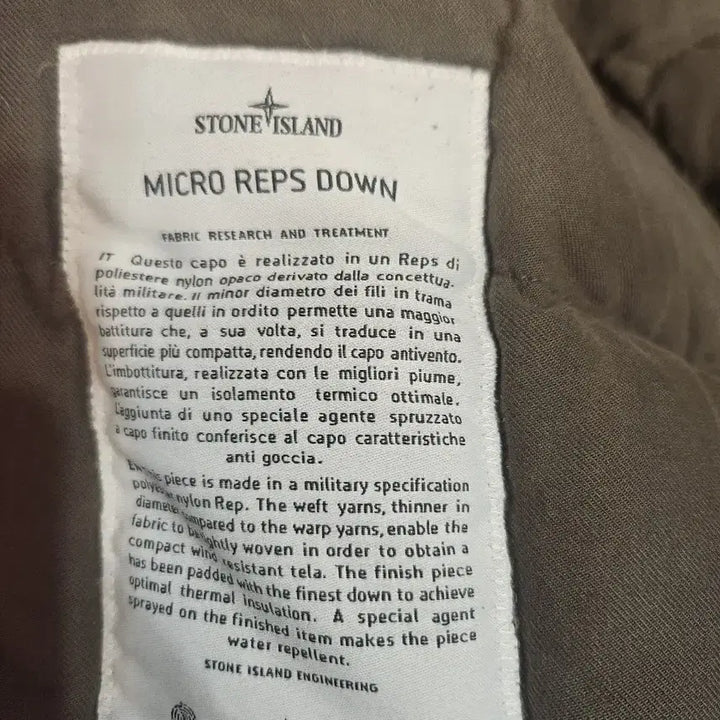 STONE ISLAND
MICRO REPS DOWN
FABRIC RESEARCH AND TREATMENT
IT Questo capo è realizzato in un Reps di
poliestere nylon opaco derivato dalla concettua-
lità militare. Il minor diametro dei fili in trama
rispetto a quelli in ordito permette una maggior
battitura che, a sua volta, si traduce in una
superficie più compatta, rendendo il capo antivento.
L'imbottitura, realizzata con le migliori piume,
garantisce un isolamento termico ottimale.
L'aggiunta di uno speciale agente spruzzato
a capo finito conferisce al capo caratteristiche
anti goccia.
piece is made in a military specification
nylon Rep. The weft yarns, thinner in
compared to the warp yarns, enable the
fabric to be tightly woven in order to obtain a
compact wind resistant tela. The finish piece
has been padded with the finest down to achieve
optimal thermal insulation. A special agent
sprayed on the finished item makes the piece
water repellent.
STONE ISLAND ENGINEERING